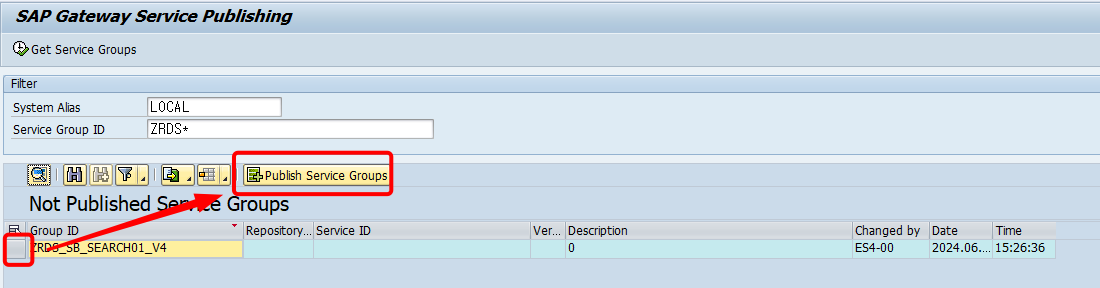 SAP Gateway Service Publishing
Get Service Groups
Filter
System Alias LOCAL
Service Group ID ZRDS*
Publish Service Groups
Not Published Service Groups
Group ID Repository... Service ID Ver... Description Changed by Date Time
ZRDS_SB_SEARCH01_V4 0 ES4-00 2024.06.... 15:26:36